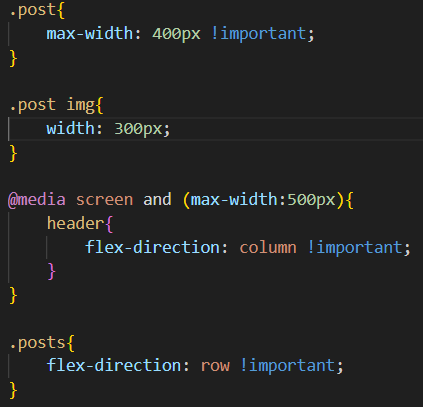 .post{
max-width: 400px !important;
}
.post img{
width: 300px;
}
@media screen and (max-width:500px){
header{
flex-direction: column !important;
}
}
.posts{
flex-direction: row !important;
}